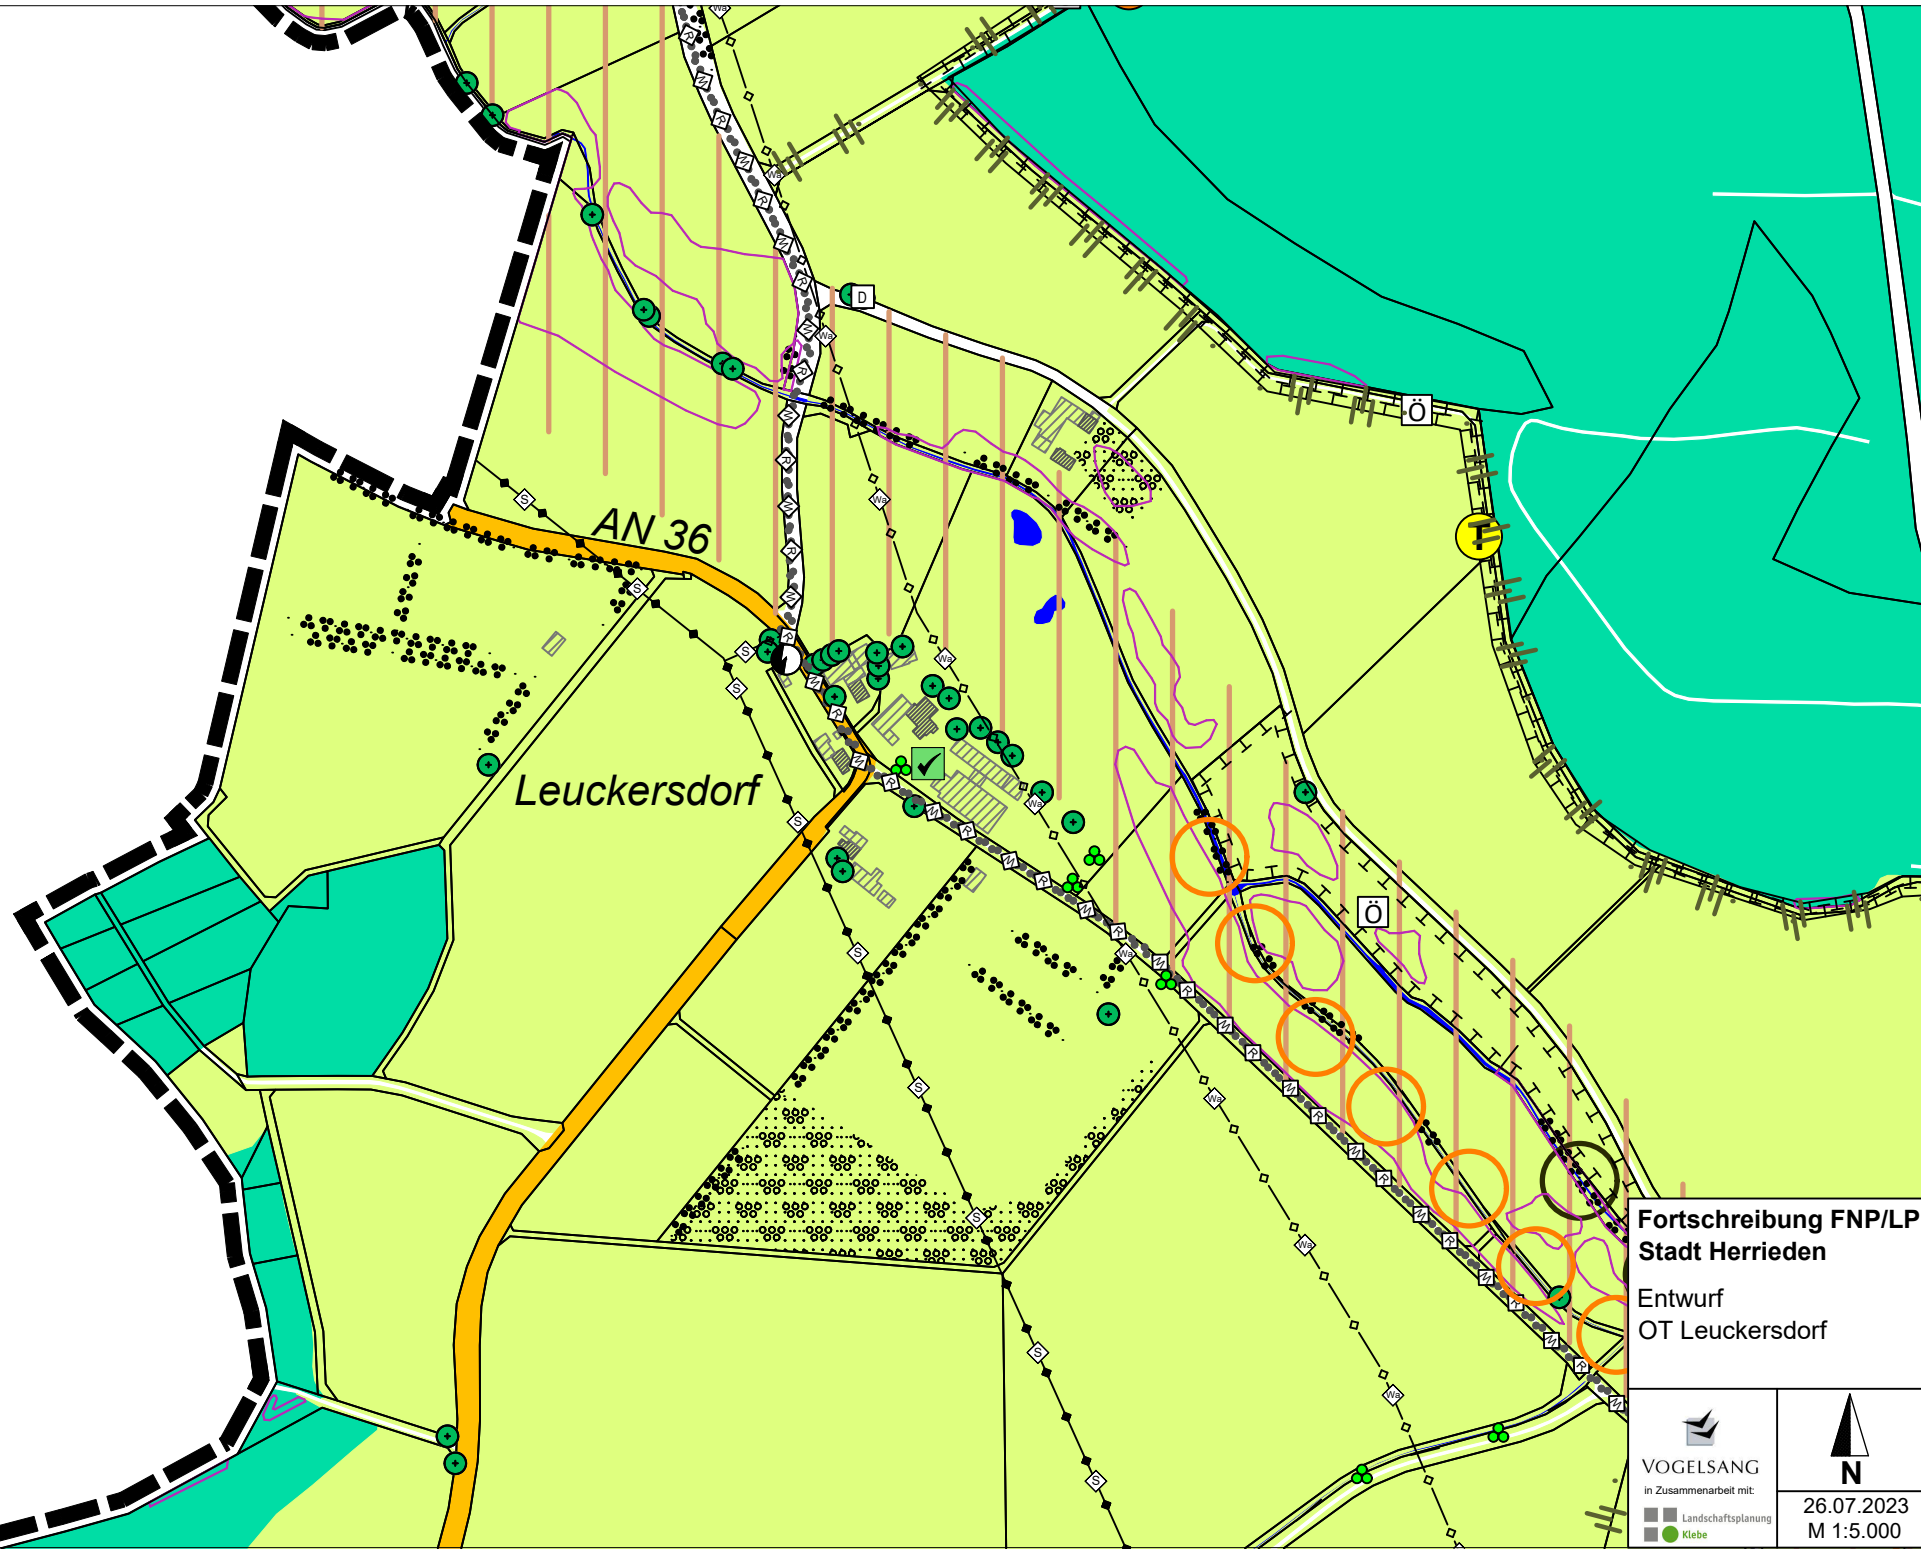 D
Ö
AN 36
T
Leuckersdorf
Ö
Fortschreibung FNP/LP
Stadt Herrieden
Entwurf
OT Leuckersdorf
VOGELSANG
in Zusammenarbeit mit:
Landschaftsplanung
Klebe
N
26.07.2023
M 1:5.000